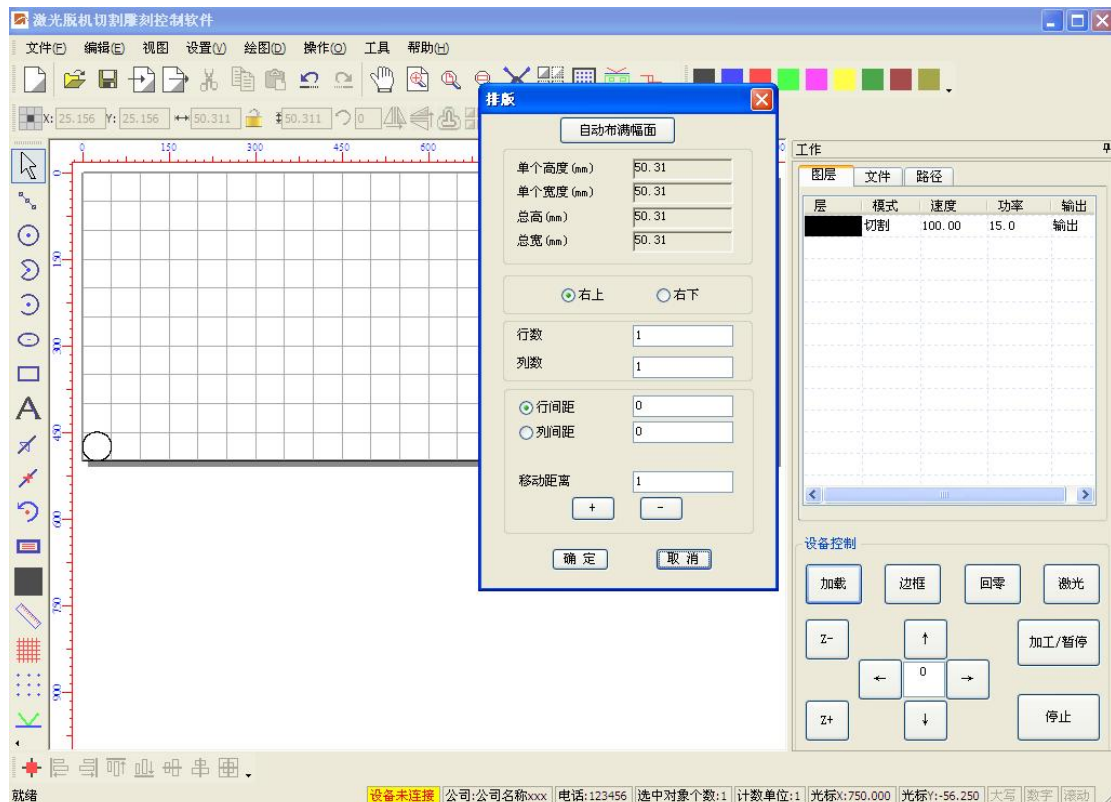 激光脱机切割雕刻控制软件
文件(F) 编辑(E) 视图 设置(V) 绘图(D) 操作(O) 工具 帮助(H)
X: 25.156 Y: 25.156 50.311 50.311 0
排版
自动布满幅面
单个高度(mm) 50.31
单个宽度(mm) 50.31
总高(mm) 50.31
总宽(mm) 50.31
右上 右下
行数 1
列数 1
行间距 0
列间距 0
移动距离 1
+ -
确 定 取 消
0 150 300 450 600
0
150
300
450
600
750
900
工作
图层 文件 路径
层 模式 速度 功率 输出
切割 100.00 15.0 输出
设备控制
加载 边框 回零 激光
Z- ↑ 加工/暂停
← 0 →
Z+ ↓ 停止
就绪 设备未连接 公司:公司名称xxx 电话:123456 选中对象个数:1 计数单位:1 光标X:750.000 光标Y:-56.250 大写 数字 滚动